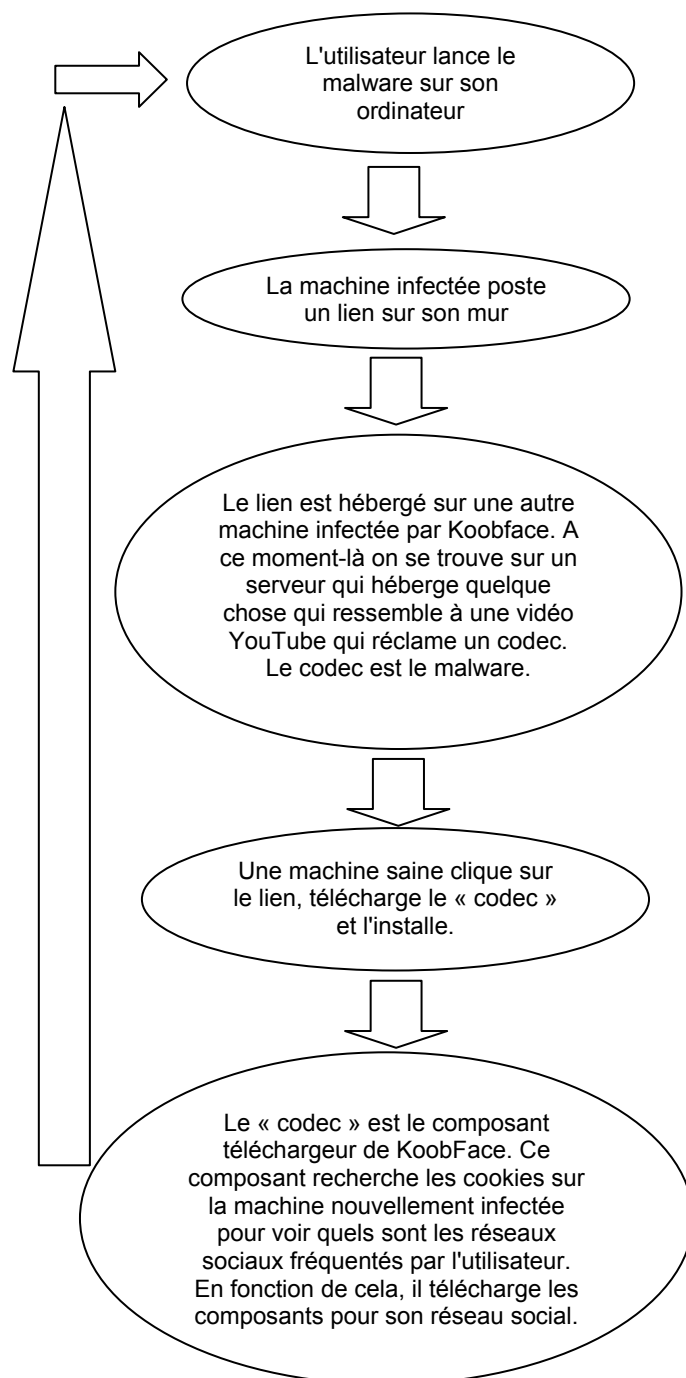 L'utilisateur lance le
malware sur son
ordinateur
La machine infectée poste
un lien sur son mur
Le lien est hébergé sur une autre
machine infectée par Koobface. A
ce moment-là on se trouve sur un
serveur qui héberge quelque
chose qui ressemble à une vidéo
YouTube qui réclame un codec.
Le codec est le malware.
Une machine saine clique sur
le lien, télécharge le « codec »
et l'installe.
Le « codec » est le composant
téléchargeur de KoobFace. Ce
composant recherche les cookies sur
la machine nouvellement infectée
pour voir quels sont les réseaux
sociaux fréquentés par l'utilisateur.
En fonction de cela, il télécharge les
composants pour son réseau social.